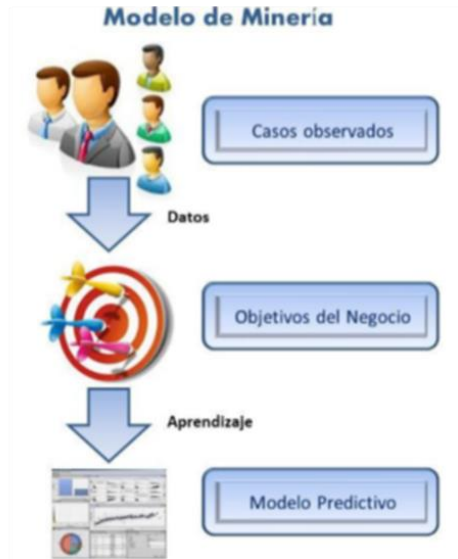 Modelo de Minería
Casos observados
Datos
Objetivos del Negocio
Aprendizaje
Modelo Predictivo